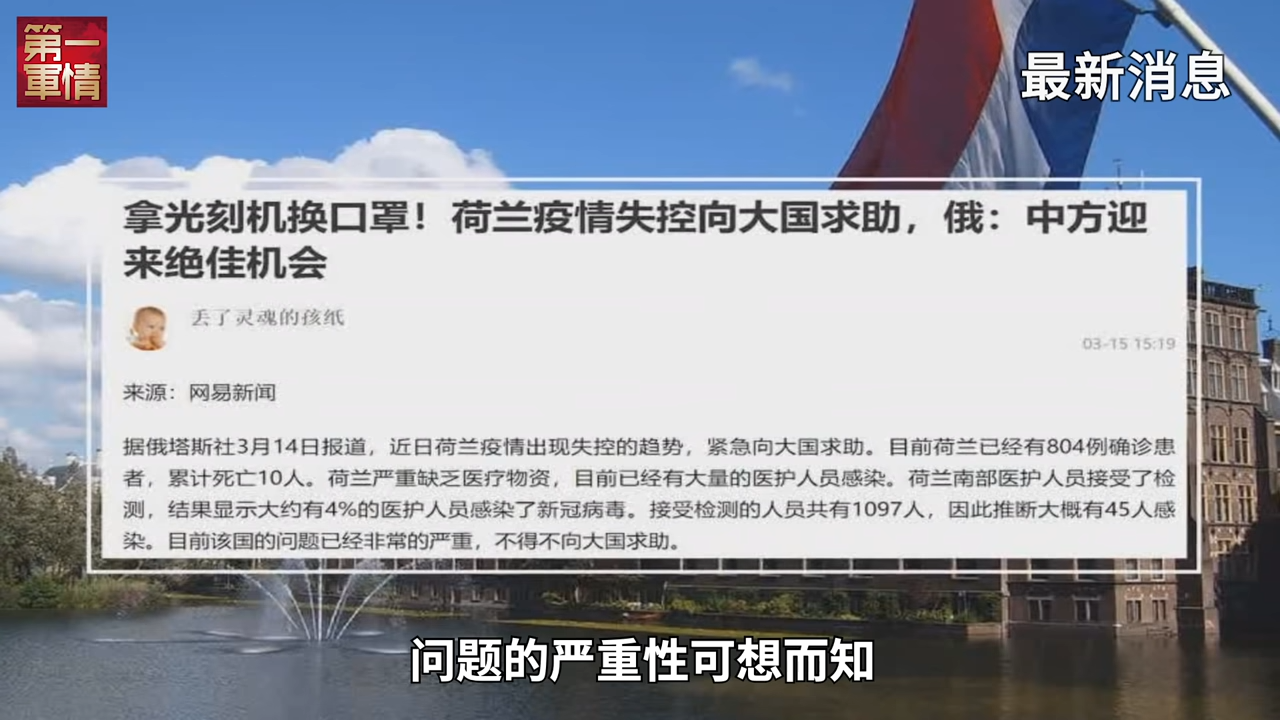 第一
軍情
最新消息
拿光刻机换口罩！荷兰疫情失控向大国求助，俄：中方迎
来绝佳机会
丢了灵魂的孩纸
03-15 15:19
来源：网易新闻
据俄塔斯社3月14日报道，近日荷兰疫情出现失控的趋势，紧急向大国求助。目前荷兰已经有804例确诊患
者，累计死亡10人。荷兰严重缺乏医疗物资，目前已经有大量的医护人员感染。荷兰南部医护人员接受了检
测，结果显示大约有4%的医护人员感染了新冠病毒。接受检测的人员共有1097人，因此推断大概有45人感
染。目前该国的问题已经非常的严重，不得不向大国求助。
问题的严重性可想而知